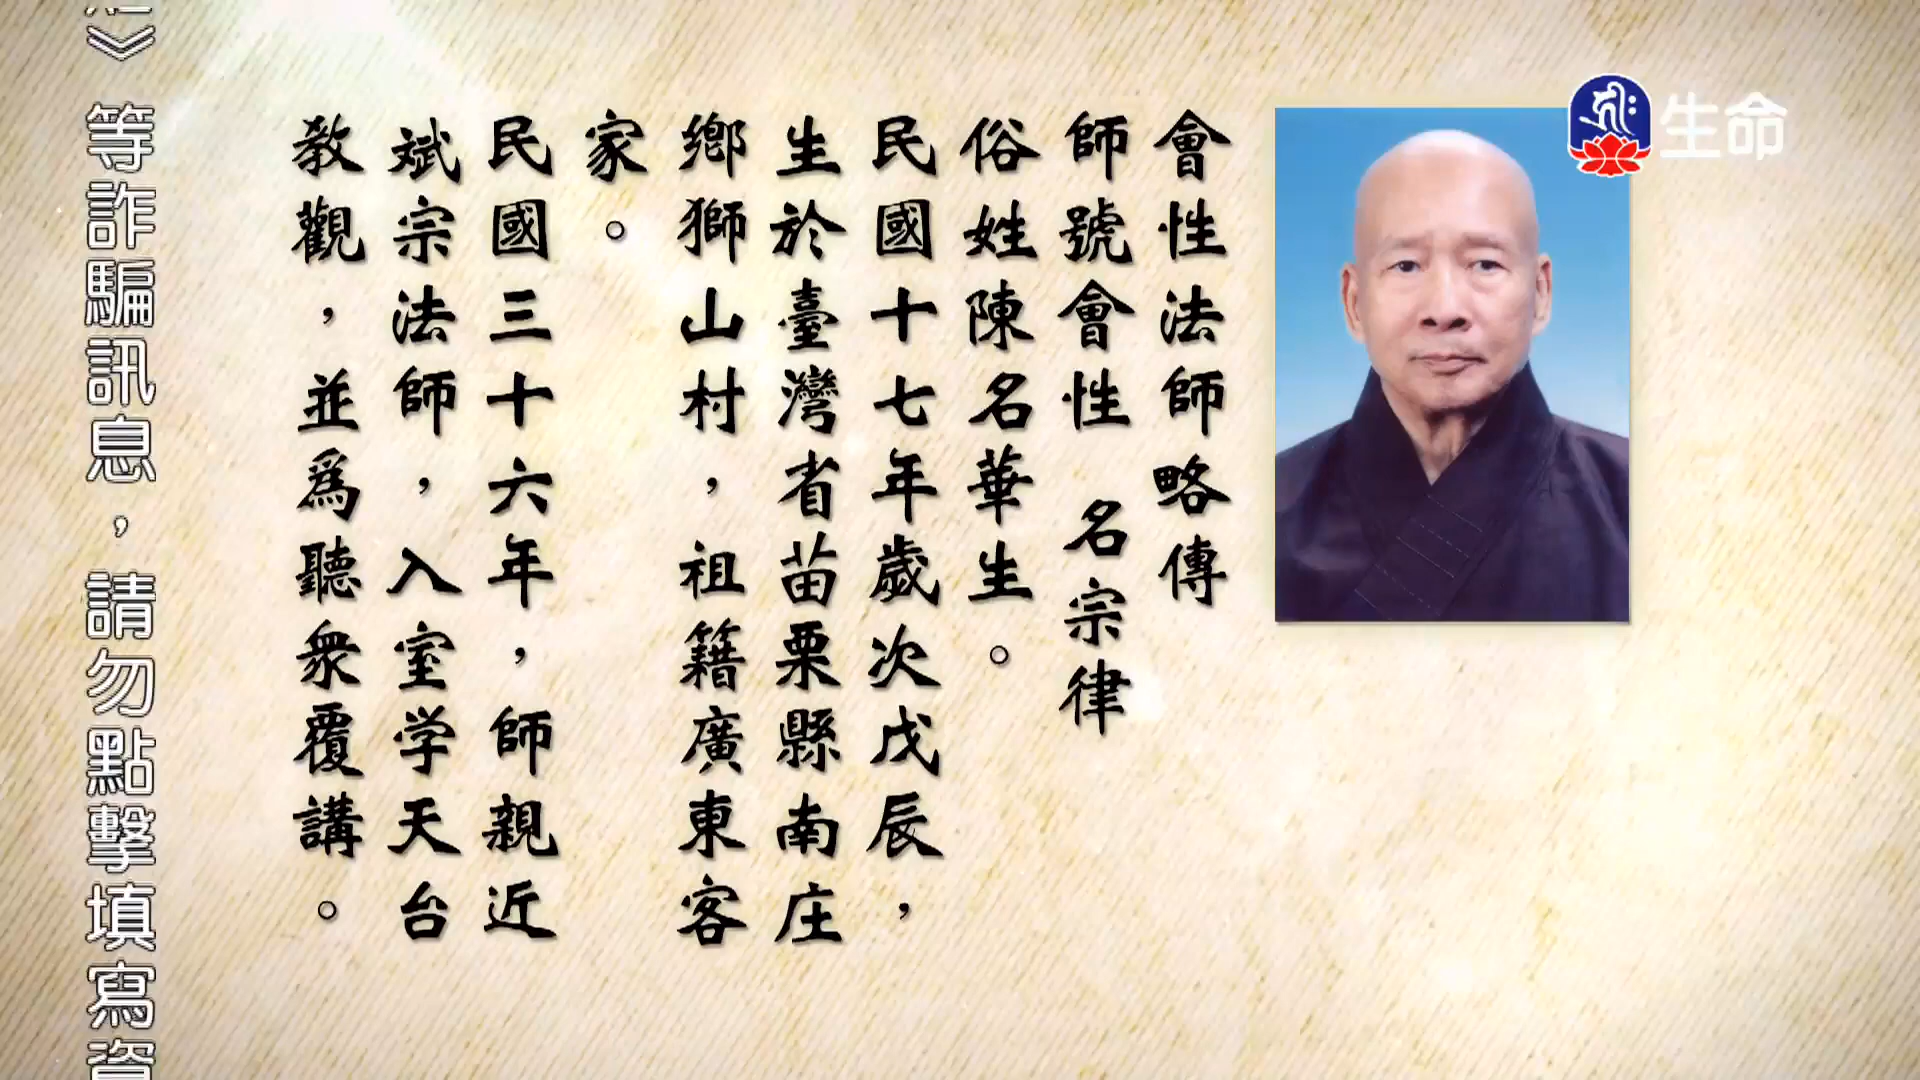 生命
會性法師略傳
師號會性 名宗律
俗姓陳名華生。
民國十七年歲次戊辰，
生於臺灣省苗栗縣南庄
鄉獅山村，祖籍廣東客
家。
民國三十六年，師親近
斌宗法師，入室学天台
教觀，並為聽衆覆講。
》等詐騙訊息，請勿點擊填寫資